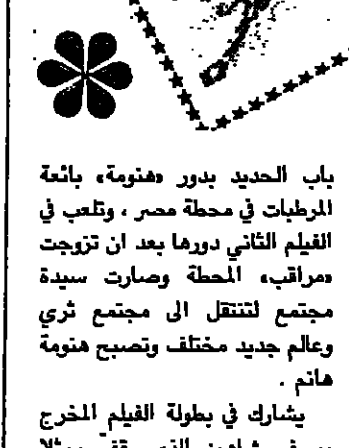 باب الحديد بدور «هنومة» بائعة
المرطبات في محطة مصر ، وتلعب في
الفيلم الثاني دورها بعد ان تزوجت
«مراقب» المحطة وصارت سيدة
مجتمع لتنتقل الى مجتمع ثري
وعالم جديد مختلف وتصبح هنومة
هانم .
يشارك في بطولة الفيلم المخرج